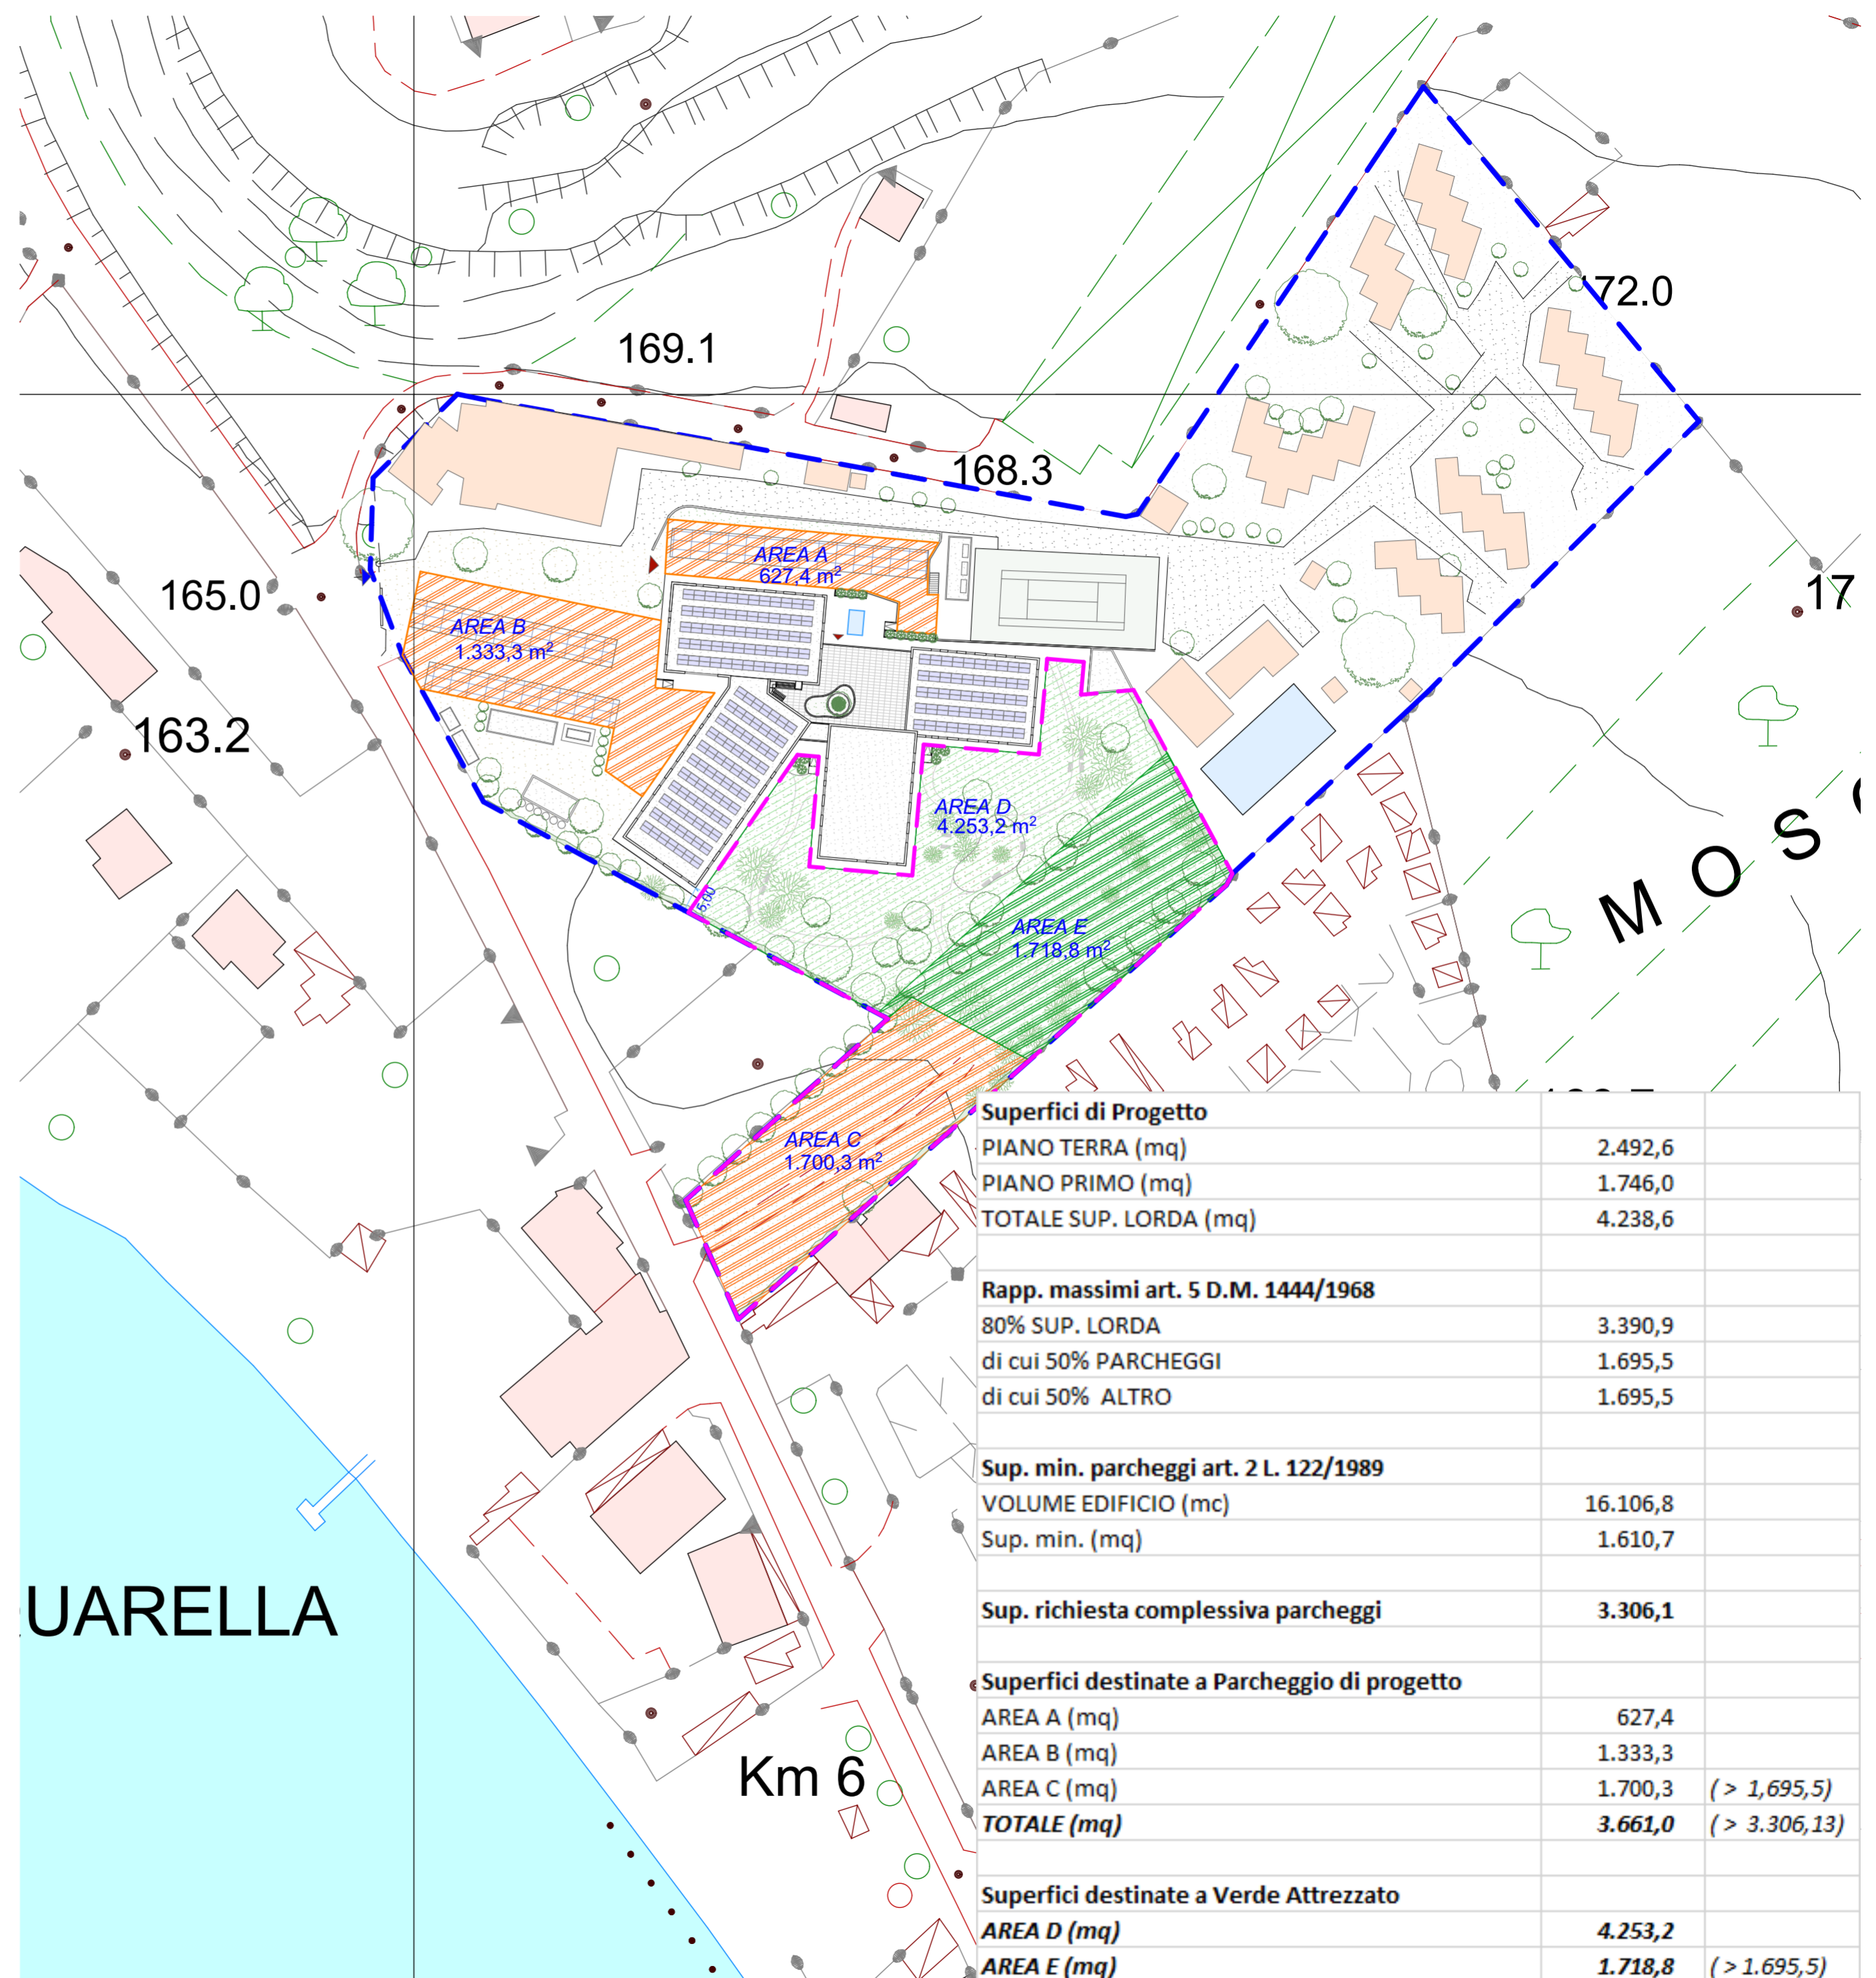 72.0
169.1
168.3
AREA A
627,4 m²
165.0
17
AREA B
1.333,3 m²
163.2
AREA D
4.253,2 m²
MOS
5,00
AREA E
1.718,8 m²
AREA C
1.700,3 m²
Superfici di Progetto
PIANO TERRA (mq) 2.492,6
PIANO PRIMO (mq) 1.746,0
TOTALE SUP. LORDA (mq) 4.238,6
Rapp. massimi art. 5 D.M. 1444/1968
80% SUP. LORDA 3.390,9
di cui 50% PARCHEGGI 1.695,5
di cui 50% ALTRO 1.695,5
Sup. min. parcheggi art. 2 L. 122/1989
VOLUME EDIFICIO (mc) 16.106,8
Sup. min. (mq) 1.610,7
Sup. richiesta complessiva parcheggi 3.306,1
Superfici destinate a Parcheggio di progetto
AREA A (mq) 627,4
AREA B (mq) 1.333,3
AREA C (mq) 1.700,3 ( > 1,695,5)
TOTALE (mq) 3.661,0 ( > 3.306,13)
Superfici destinate a Verde Attrezzato
AREA D (mq) 4.253,2
AREA E (mq) 1.718,8 ( > 1.695,5)
UARELLA
Km 6